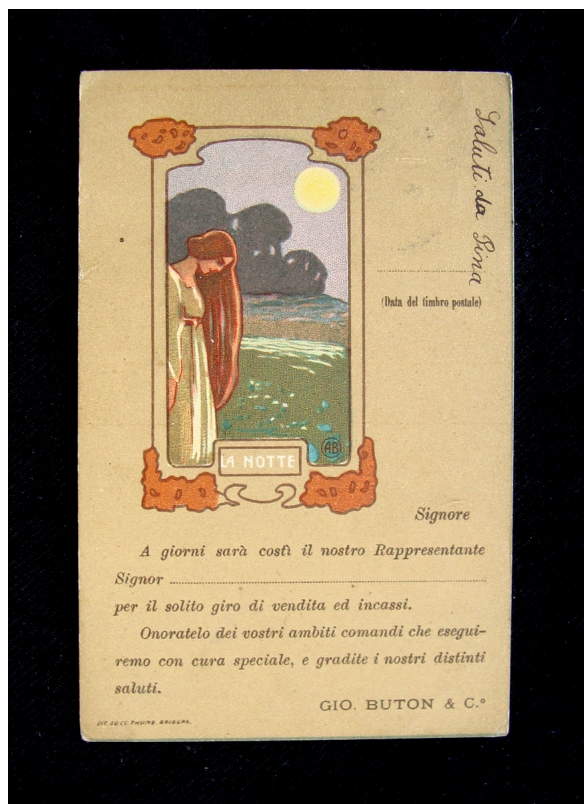 Saluti da Pina
(Data del timbro postale)
AB
LA NOTTE
Signore
A giorni sarà costì il nostro Rappresentante
Signor
per il solito giro di vendita ed incassi.
Onoratelo dei vostri ambiti comandi che esegui-
remo con cura speciale, e gradite i nostri distinti
saluti.
GIO. BUTON & C.°
BOLOGNA.